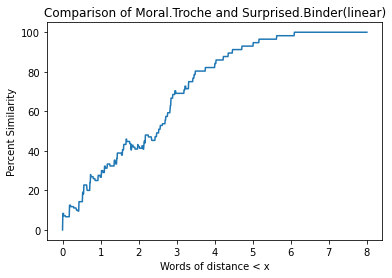 Comparison of Moral.Troche and Surprised.Binder(linear)
100
80
60
40
20
0
Percent Similarity
0 1 2 3 4 5 6 7 8
Words of distance < x